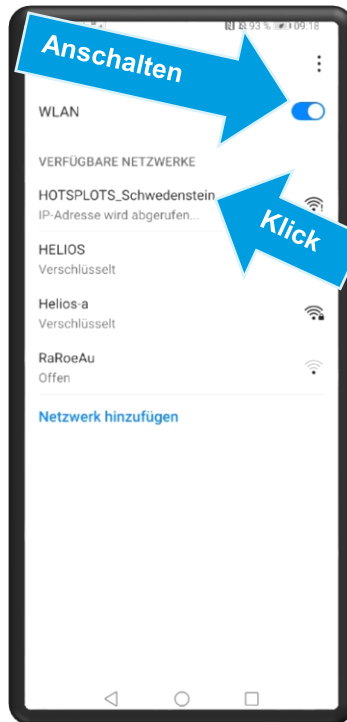 93 % 09:18
Anschalten
WLAN
VERFÜGBARE NETZWERKE
HOTSPLOTS_Schwedenstein
IP-Adresse wird abgerufen...
Klick
HELIOS
Verschlüsselt
Helios-a
Verschlüsselt
RaRoeAu
Offen
Netzwerk hinzufügen